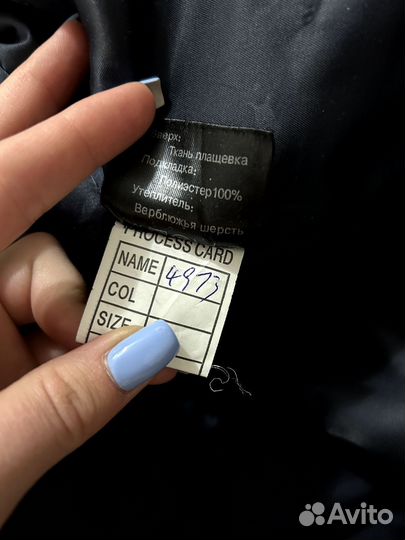 Верх:
Ткань плащевка
Подкладка:
Полиэстер100%
Утеплитель:
Верблюжья шерсть
PROCESS CARD
NAME 4973
COL
SIZE
Avito